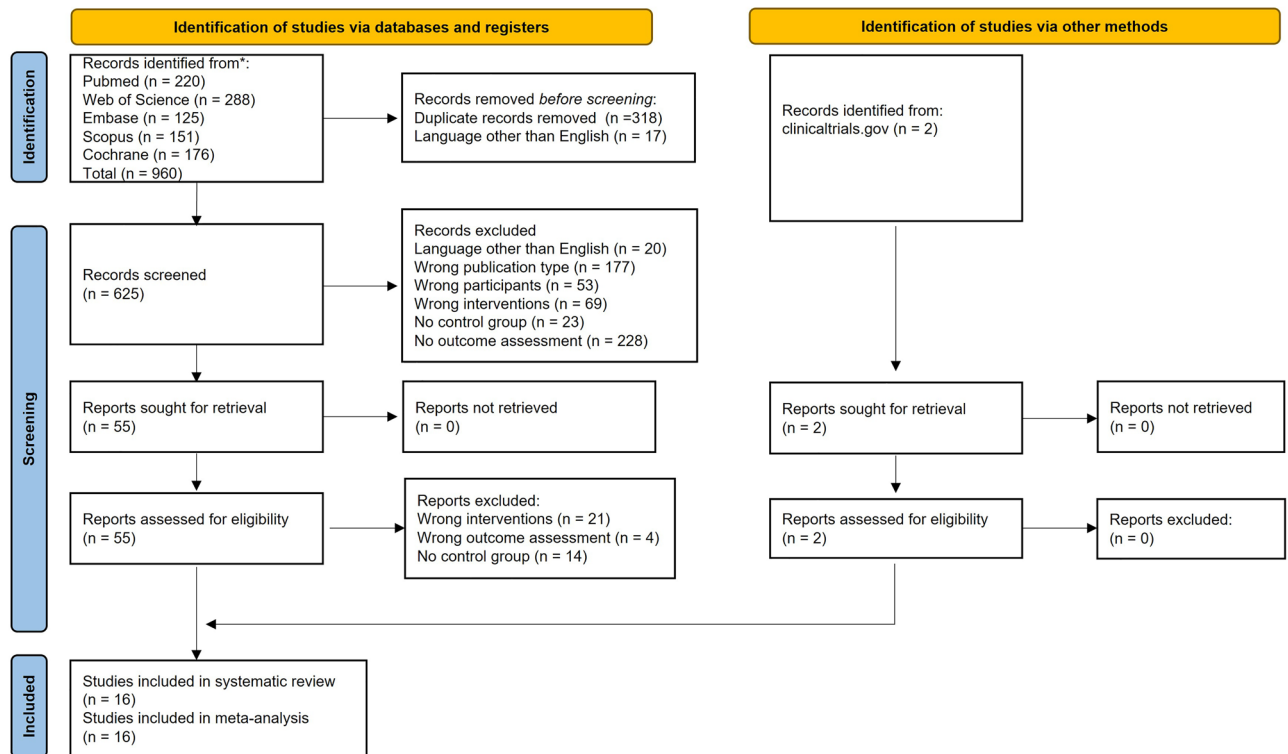 Identification of studies via databases and registers
Identification of studies via other methods
Identification
Records identified from*:
Pubmed (n = 220)
Web of Science (n = 288)
Embase (n = 125)
Scopus (n = 151)
Cochrane (n = 176)
Total (n = 960)
Records removed before screening:
Duplicate records removed (n =318)
Language other than English (n = 17)
Records identified from:
clinicaltrials.gov (n = 2)
Screening
Records screened
(n = 625)
Records excluded
Language other than English (n = 20)
Wrong publication type (n = 177)
Wrong participants (n = 53)
Wrong interventions (n = 69)
No control group (n = 23)
No outcome assessment (n = 228)
Reports sought for retrieval
(n = 55)
Reports not retrieved
(n = 0)
Reports sought for retrieval
(n = 2)
Reports not retrieved
(n = 0)
Reports assessed for eligibility
(n = 55)
Reports excluded:
Wrong interventions (n = 21)
Wrong outcome assessment (n = 4)
No control group (n = 14)
Reports assessed for eligibility
(n = 2)
Reports excluded:
(n = 0)
Included
Studies included in systematic review
(n = 16)
Studies included in meta-analysis
(n = 16)